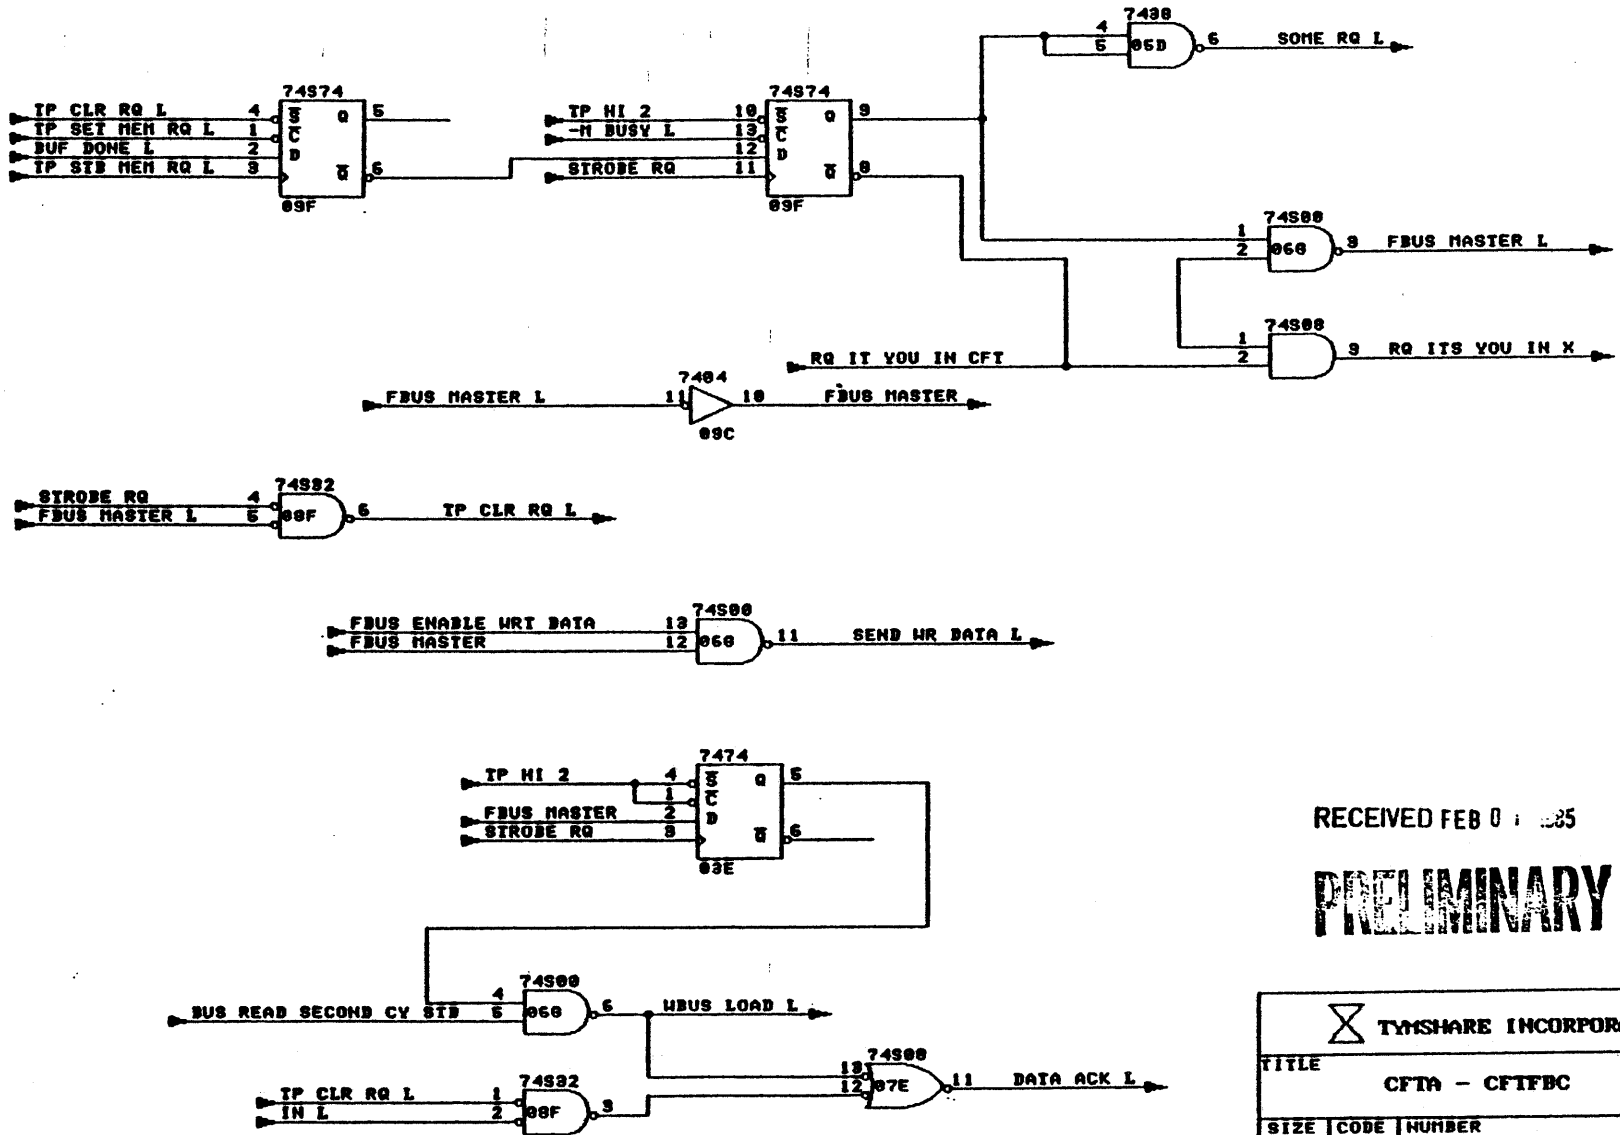 7438
4
5
05D
6
SOME RQ L
74S74
TP CLR RQ L
4
S
Q
5
TP SET MEM RQ L
1
C
BUF DONE L
2
D
TP STB MEM RQ L
3
Q
6
09F
74S74
TP HI 2
10
S
Q
9
-M BUSY L
13
C
12
D
STROBE RQ
11
Q
8
09F
74S00
1
2
06G
3
FBUS MASTER L
74S08
1
2
3
RQ ITS YOU IN X
RQ IT YOU IN CFT
7404
FBUS MASTER L
11
10
FBUS MASTER
09C
74S32
STROBE RQ
4
FBUS MASTER L
5
08F
6
TP CLR RQ L
74S00
FBUS ENABLE WRT DATA
13
FBUS MASTER
12
06G
11
SEND WR DATA L
7474
TP HI 2
4
S
Q
5
1
C
FBUS MASTER
2
D
STROBE RQ
3
Q
6
03E
RECEIVED FEB 0
PRELIMINARY
74S00
4
BUS READ SECOND CY STB
5
06G
6
WBUS LOAD L
74S08
13
12
07E
11
DATA ACK L
74S32
TP CLR RQ L
1
IN L
2
08F
3
TYMSHARE INCORPOR
TITLE
CFTA - CFTFBC
SIZE
CODE
NUMBER